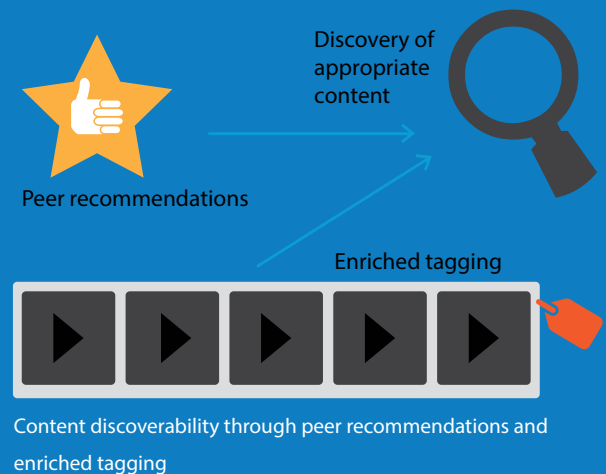 Discovery of
appropriate
content
Peer recommendations
Enriched tagging
Content discoverability through peer recommendations and
enriched tagging